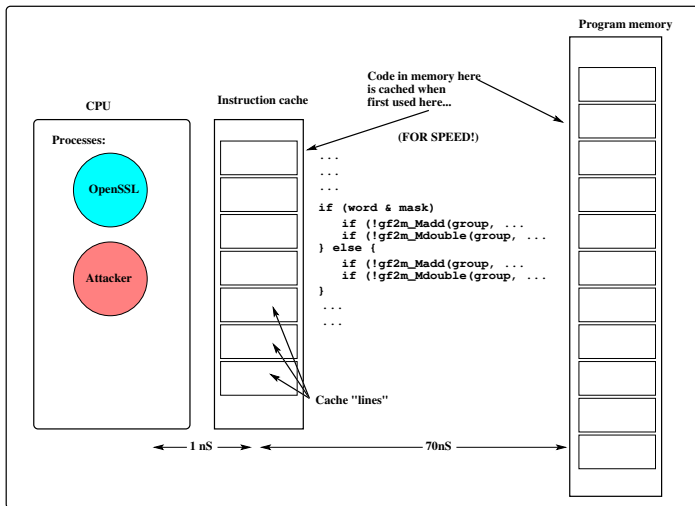 Program memory
Code in memory here
is cached when
first used here...
CPU
Instruction cache
(FOR SPEED!)
Processes:
OpenSSL
Attacker
...
...
...
if (word & mask)
if (!gf2m_Madd(group, ...
if (!gf2m_Mdouble(group, ...
} else {
if (!gf2m_Madd(group, ...
if (!gf2m_Mdouble(group, ...
}
...
...
Cache "lines"
1 nS
70nS